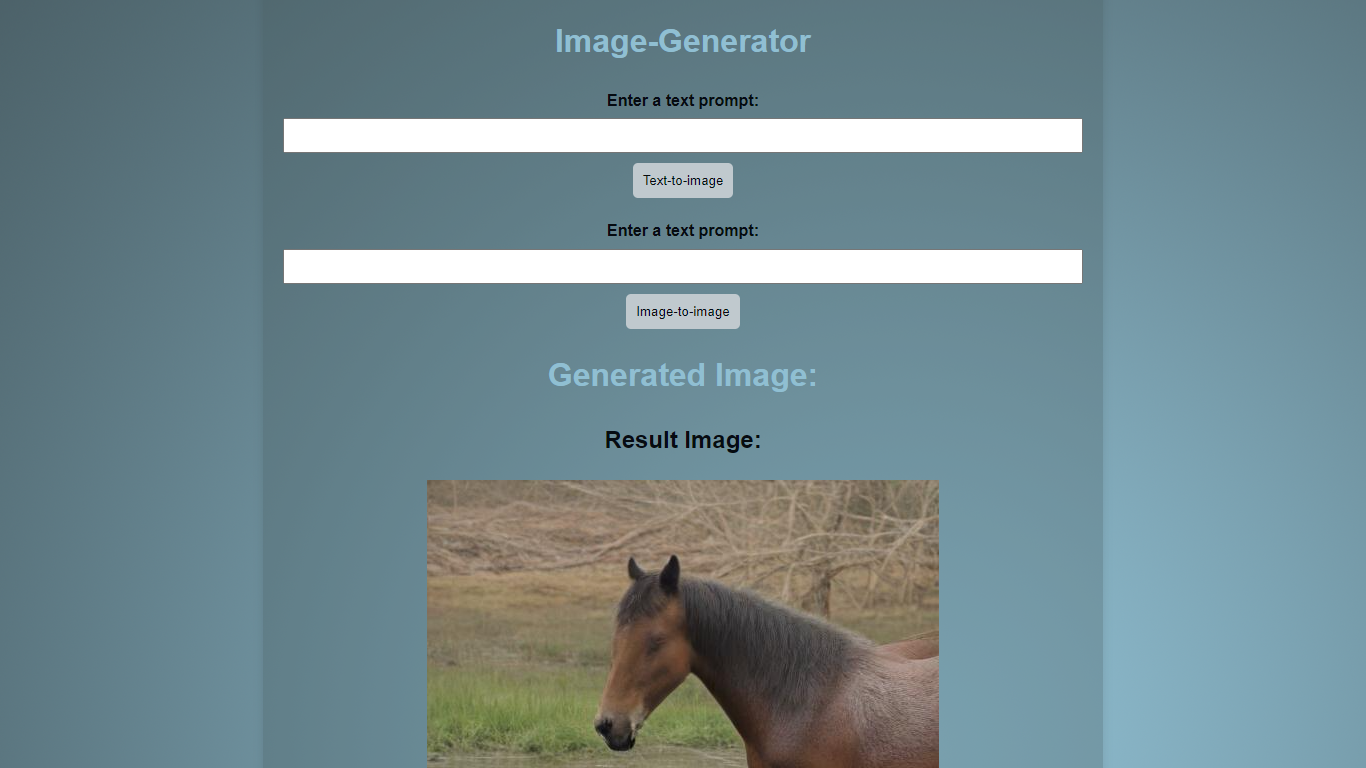 Image-Generator
Enter a text prompt:
Text-to-image
Enter a text prompt:
Image-to-image
Generated Image:
Result Image: